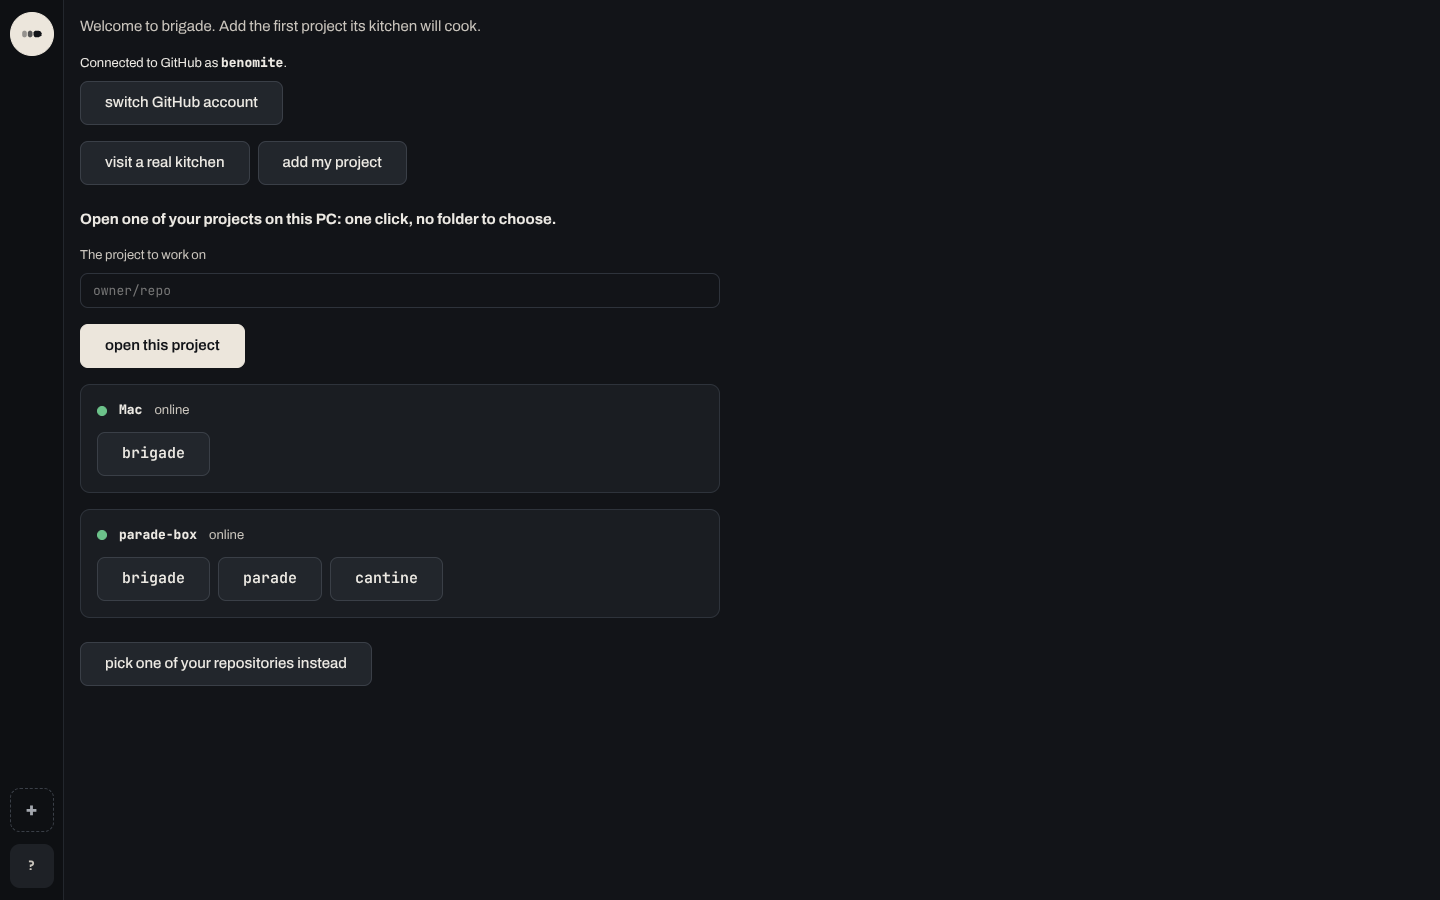 Welcome to brigade. Add the first project its kitchen will cook.
Connected to GitHub as benomite.
switch GitHub account
visit a real kitchen
add my project
Open one of your projects on this PC: one click, no folder to choose.
The project to work on
owner/repo
open this project
Mac online
brigade
parade-box online
brigade
parade
cantine
pick one of your repositories instead
+
?